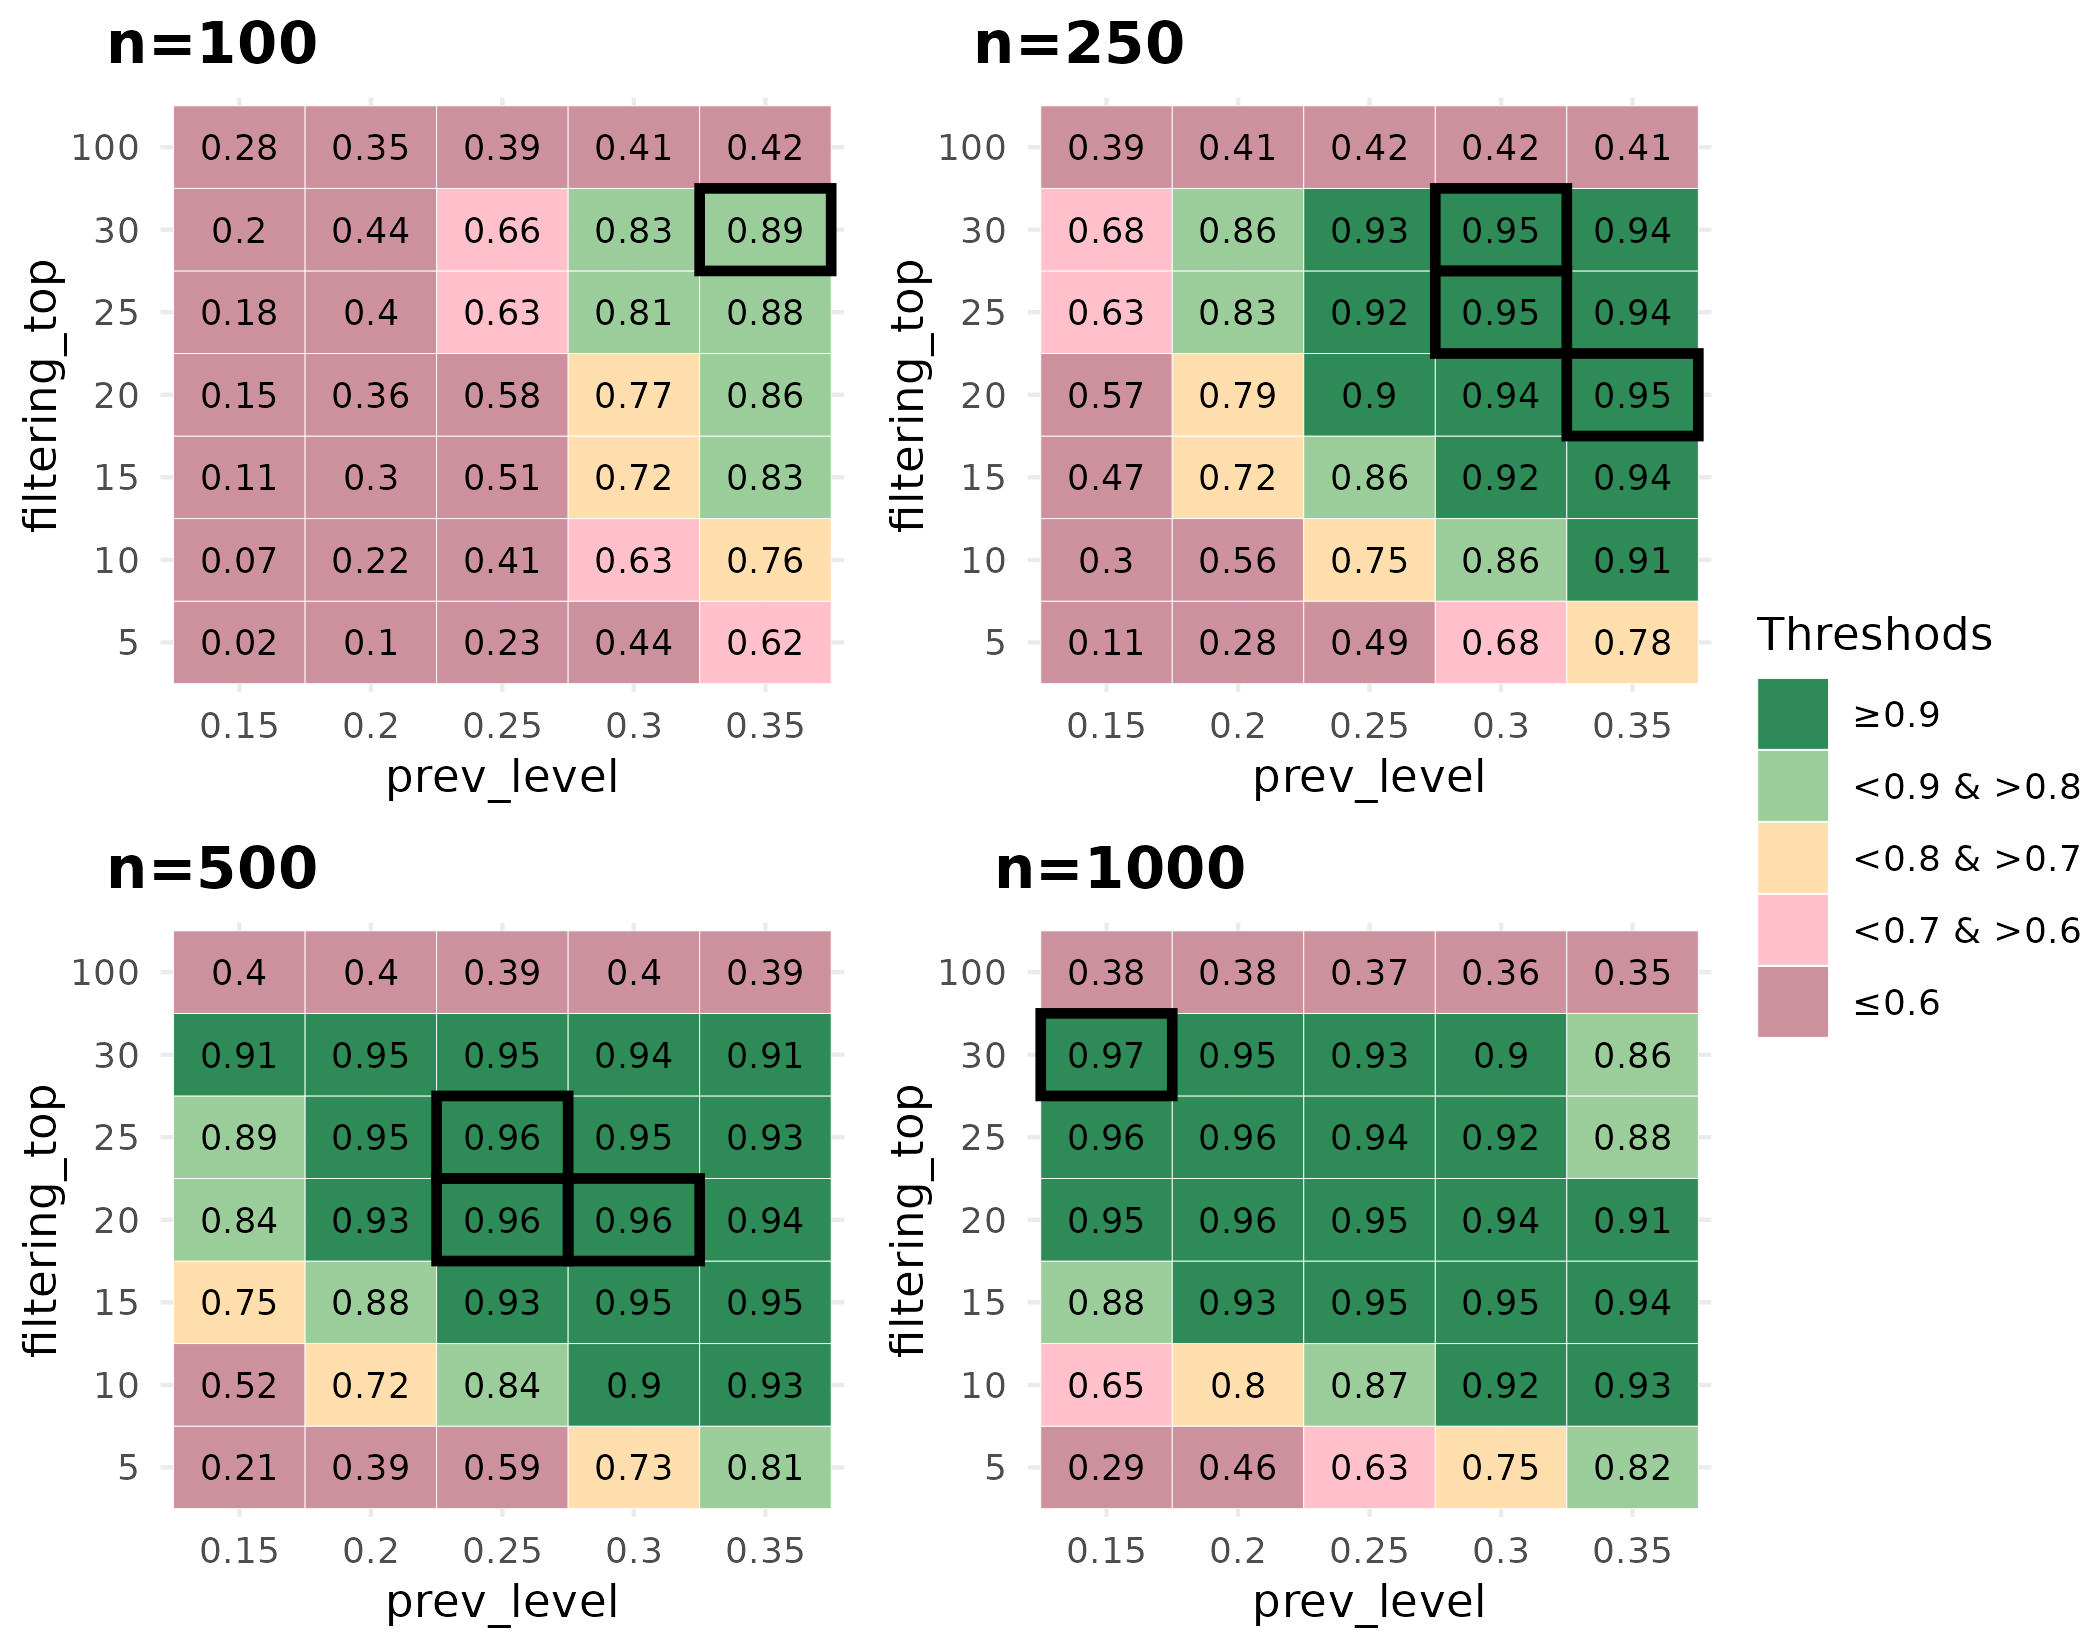 n=100
100 0.28 0.35 0.39 0.41 0.42
30 0.2 0.44 0.66 0.83 0.89
25 0.18 0.4 0.63 0.81 0.88
20 0.15 0.36 0.58 0.77 0.86
15 0.11 0.3 0.51 0.72 0.83
10 0.07 0.22 0.41 0.63 0.76
5 0.02 0.1 0.23 0.44 0.62
0.15 0.2 0.25 0.3 0.35
prev_level
filtering_top
n=250
100 0.39 0.41 0.42 0.42 0.41
30 0.68 0.86 0.93 0.95 0.94
25 0.63 0.83 0.92 0.95 0.94
20 0.57 0.79 0.9 0.94 0.95
15 0.47 0.72 0.86 0.92 0.94
10 0.3 0.56 0.75 0.86 0.91
5 0.11 0.28 0.49 0.68 0.78
0.15 0.2 0.25 0.3 0.35
prev_level
filtering_top
n=500
100 0.4 0.4 0.39 0.4 0.39
30 0.91 0.95 0.95 0.94 0.91
25 0.89 0.95 0.96 0.95 0.93
20 0.84 0.93 0.96 0.96 0.94
15 0.75 0.88 0.93 0.95 0.95
10 0.52 0.72 0.84 0.9 0.93
5 0.21 0.39 0.59 0.73 0.81
0.15 0.2 0.25 0.3 0.35
prev_level
filtering_top
n=1000
100 0.38 0.38 0.37 0.36 0.35
30 0.97 0.95 0.93 0.9 0.86
25 0.96 0.96 0.94 0.92 0.88
20 0.95 0.96 0.95 0.94 0.91
15 0.88 0.93 0.95 0.95 0.94
10 0.65 0.8 0.87 0.92 0.93
5 0.29 0.46 0.63 0.75 0.82
0.15 0.2 0.25 0.3 0.35
prev_level
filtering_top
Threshods
≥0.9
<0.9 & >0.8
<0.8 & >0.7
<0.7 & >0.6
≤0.6